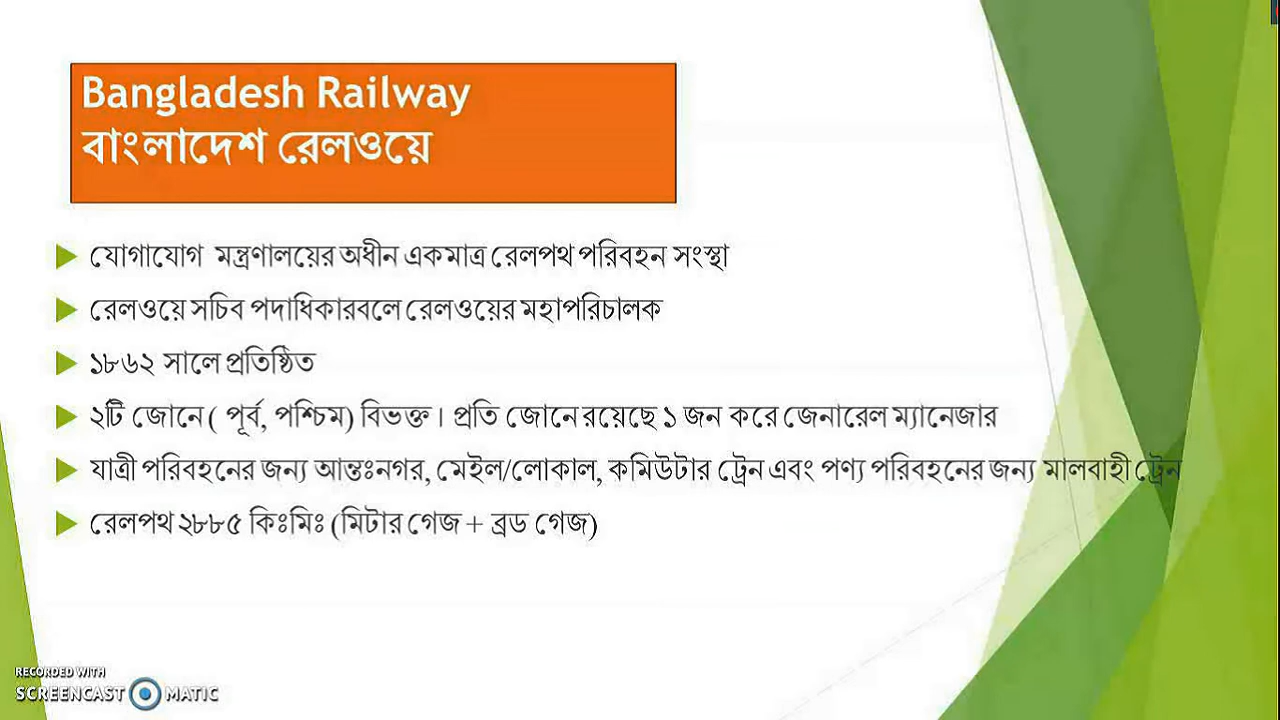 Bangladesh Railway
বাংলাদেশ রেলওয়ে
যোগাযোগ মন্ত্রণালয়ের অধীন একমাত্র রেলপথ পরিবহন সংস্থা
রেলওয়ে সচিব পদাধিকারবলে রেলওয়ের মহাপরিচালক
১৮৬২ সালে প্রতিষ্ঠিত
২টি জোনে ( পূর্ব, পশ্চিম) বিভক্ত। প্রতি জোনে রয়েছে ১ জন করে জেনারেল ম্যানেজার
যাত্রী পরিবহনের জন্য আন্তঃনগর, মেইল/লোকাল, কমিউটার ট্রেন এবং পণ্য পরিবহনের জন্য মালবাহী ট্রেন
রেলপথ ২৮৮৫ কিঃমিঃ (মিটার গেজ + ব্রড গেজ)
RECORDED WITH
SCREENCAST MATIC